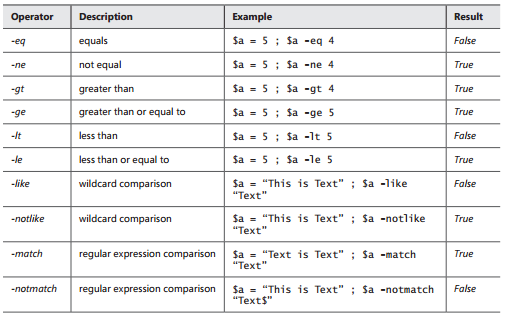 Operator Description Example Result
-eq equals $a = 5 ; $a -eq 4 False
-ne not equal $a = 5 ; $a -ne 4 True
-gt greater than $a = 5 ; $a -gt 4 True
-ge greater than or equal to $a = 5 ; $a -ge 5 True
-lt less than $a = 5 ; $a -lt 5 False
-le less than or equal to $a = 5 ; $a -le 5 True
-like wildcard comparison $a = “This is Text” ; $a -like False
“Text”
-notlike wildcard comparison $a = “This is Text” ; $a -notlike True
“Text”
-match regular expression comparison $a = “Text is Text” ; $a -match True
“Text”
-notmatch regular expression comparison $a = “This is Text” ; $a -notmatch False
“Text$”